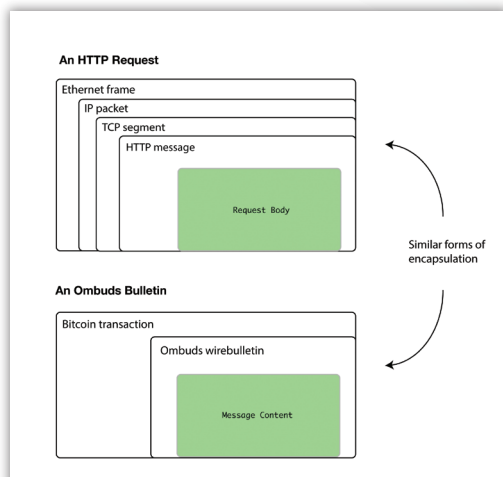 An HTTP Request
Ethernet frame
IP packet
TCP segment
HTTP message
Request Body
Similar forms of
encapsulation
An Ombuds Bulletin
Bitcoin transaction
Ombuds wirebulletin
Message Content